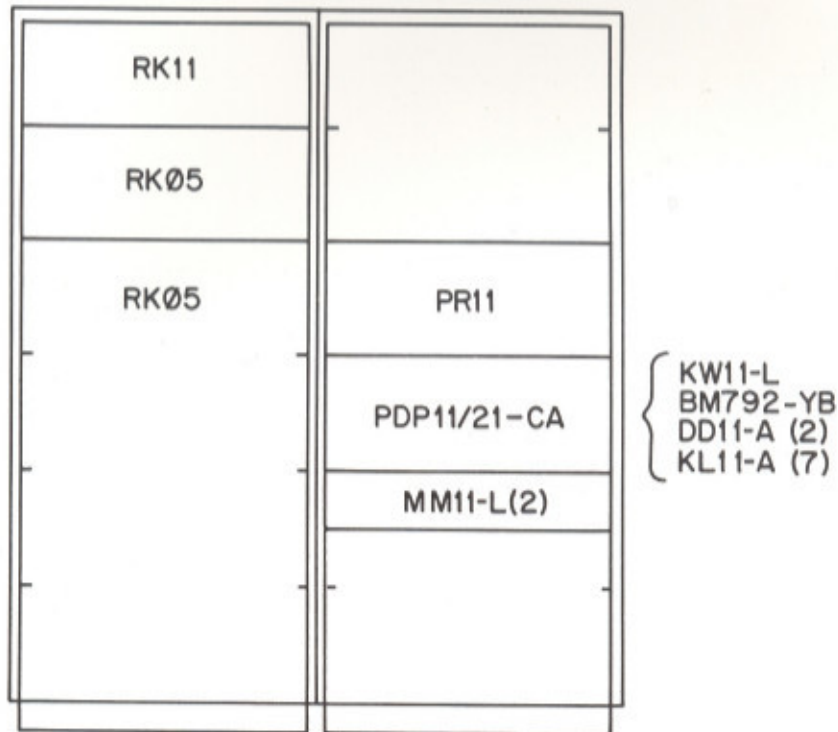 RK11
RKØ5
RKØ5
PR11
PDP11/21-CA
MM11-L(2)
KW11-L
BM792-YB
DD11-A (2)
KL11-A (7)